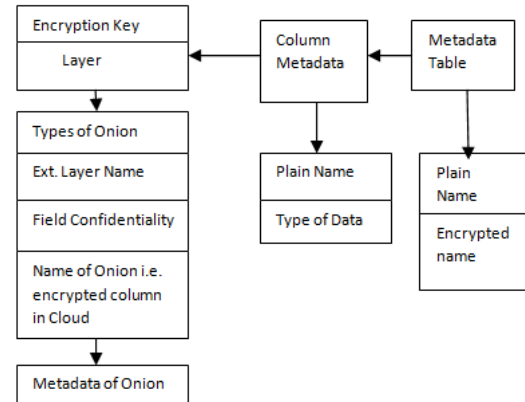 Encryption Key
Layer
Column
Metadata
Metadata
Table
Types of Onion
Ext. Layer Name
Field Confidentiality
Name of Onion i.e.
encrypted column
in Cloud
Metadata of Onion
Plain Name
Type of Data
Plain
Name
Encrypted
name